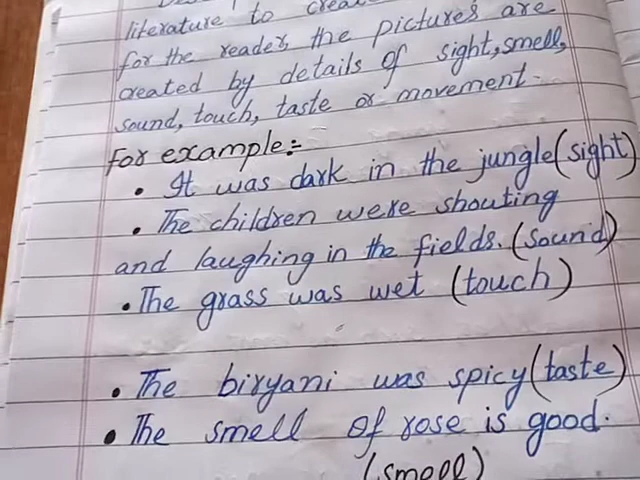 literature to create
for the reader the pictures are
created by details of sight, smell,
sound, touch, taste or movement.
For example:-
• It was dark in the jungle (sight)
• The children were shouting
and laughing in the fields. (sound)
• The grass was wet (touch)
• The biryani was spicy (taste)
• The smell of rose is good.
(smell)